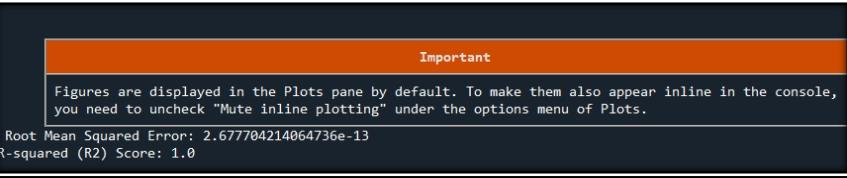 Important
Figures are displayed in the Plots pane by default. To make them also appear inline in the console,
you need to uncheck "Mute inline plotting" under the options menu of Plots.
Root Mean Squared Error: 2.677704214064736e-13
R-squared (R2) Score: 1.0